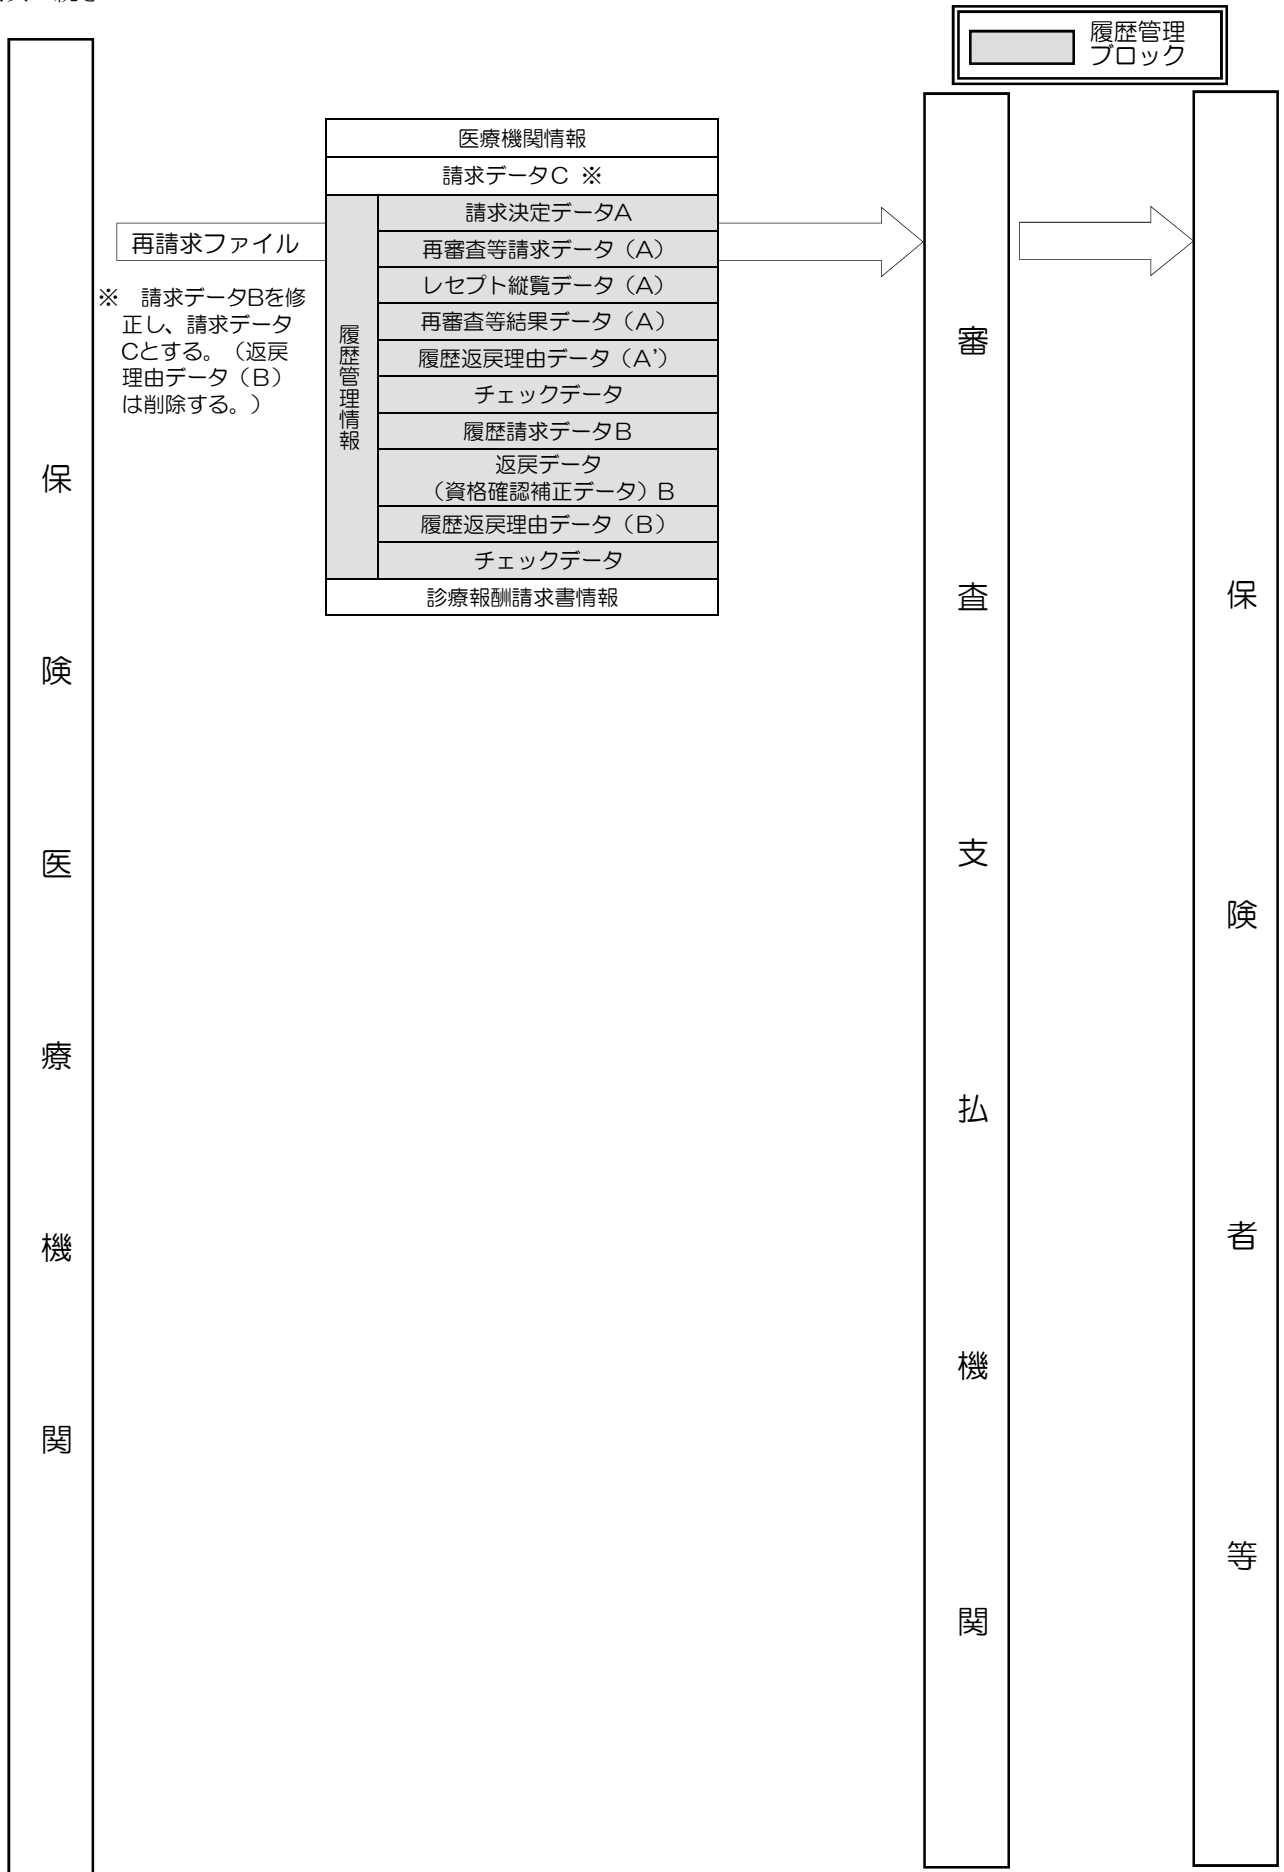 履歴管理
ブロック
医療機関情報
請求データC ※
請求決定データA
再審査等請求データ（A）
レセプト縦覧データ（A）
再審査等結果データ（A）
履歴返戻理由データ（A’）
チェックデータ
履歴請求データB
返戻データ
（資格確認補正データ）B
履歴返戻理由データ（B）
チェックデータ
診療報酬請求書情報
履歴管理情報
再請求ファイル
※　請求データBを修
正し、請求データ
Cとする。（返戻
理由データ（B）
は削除する。）
保険医療機関
審査支払機関
保険者等